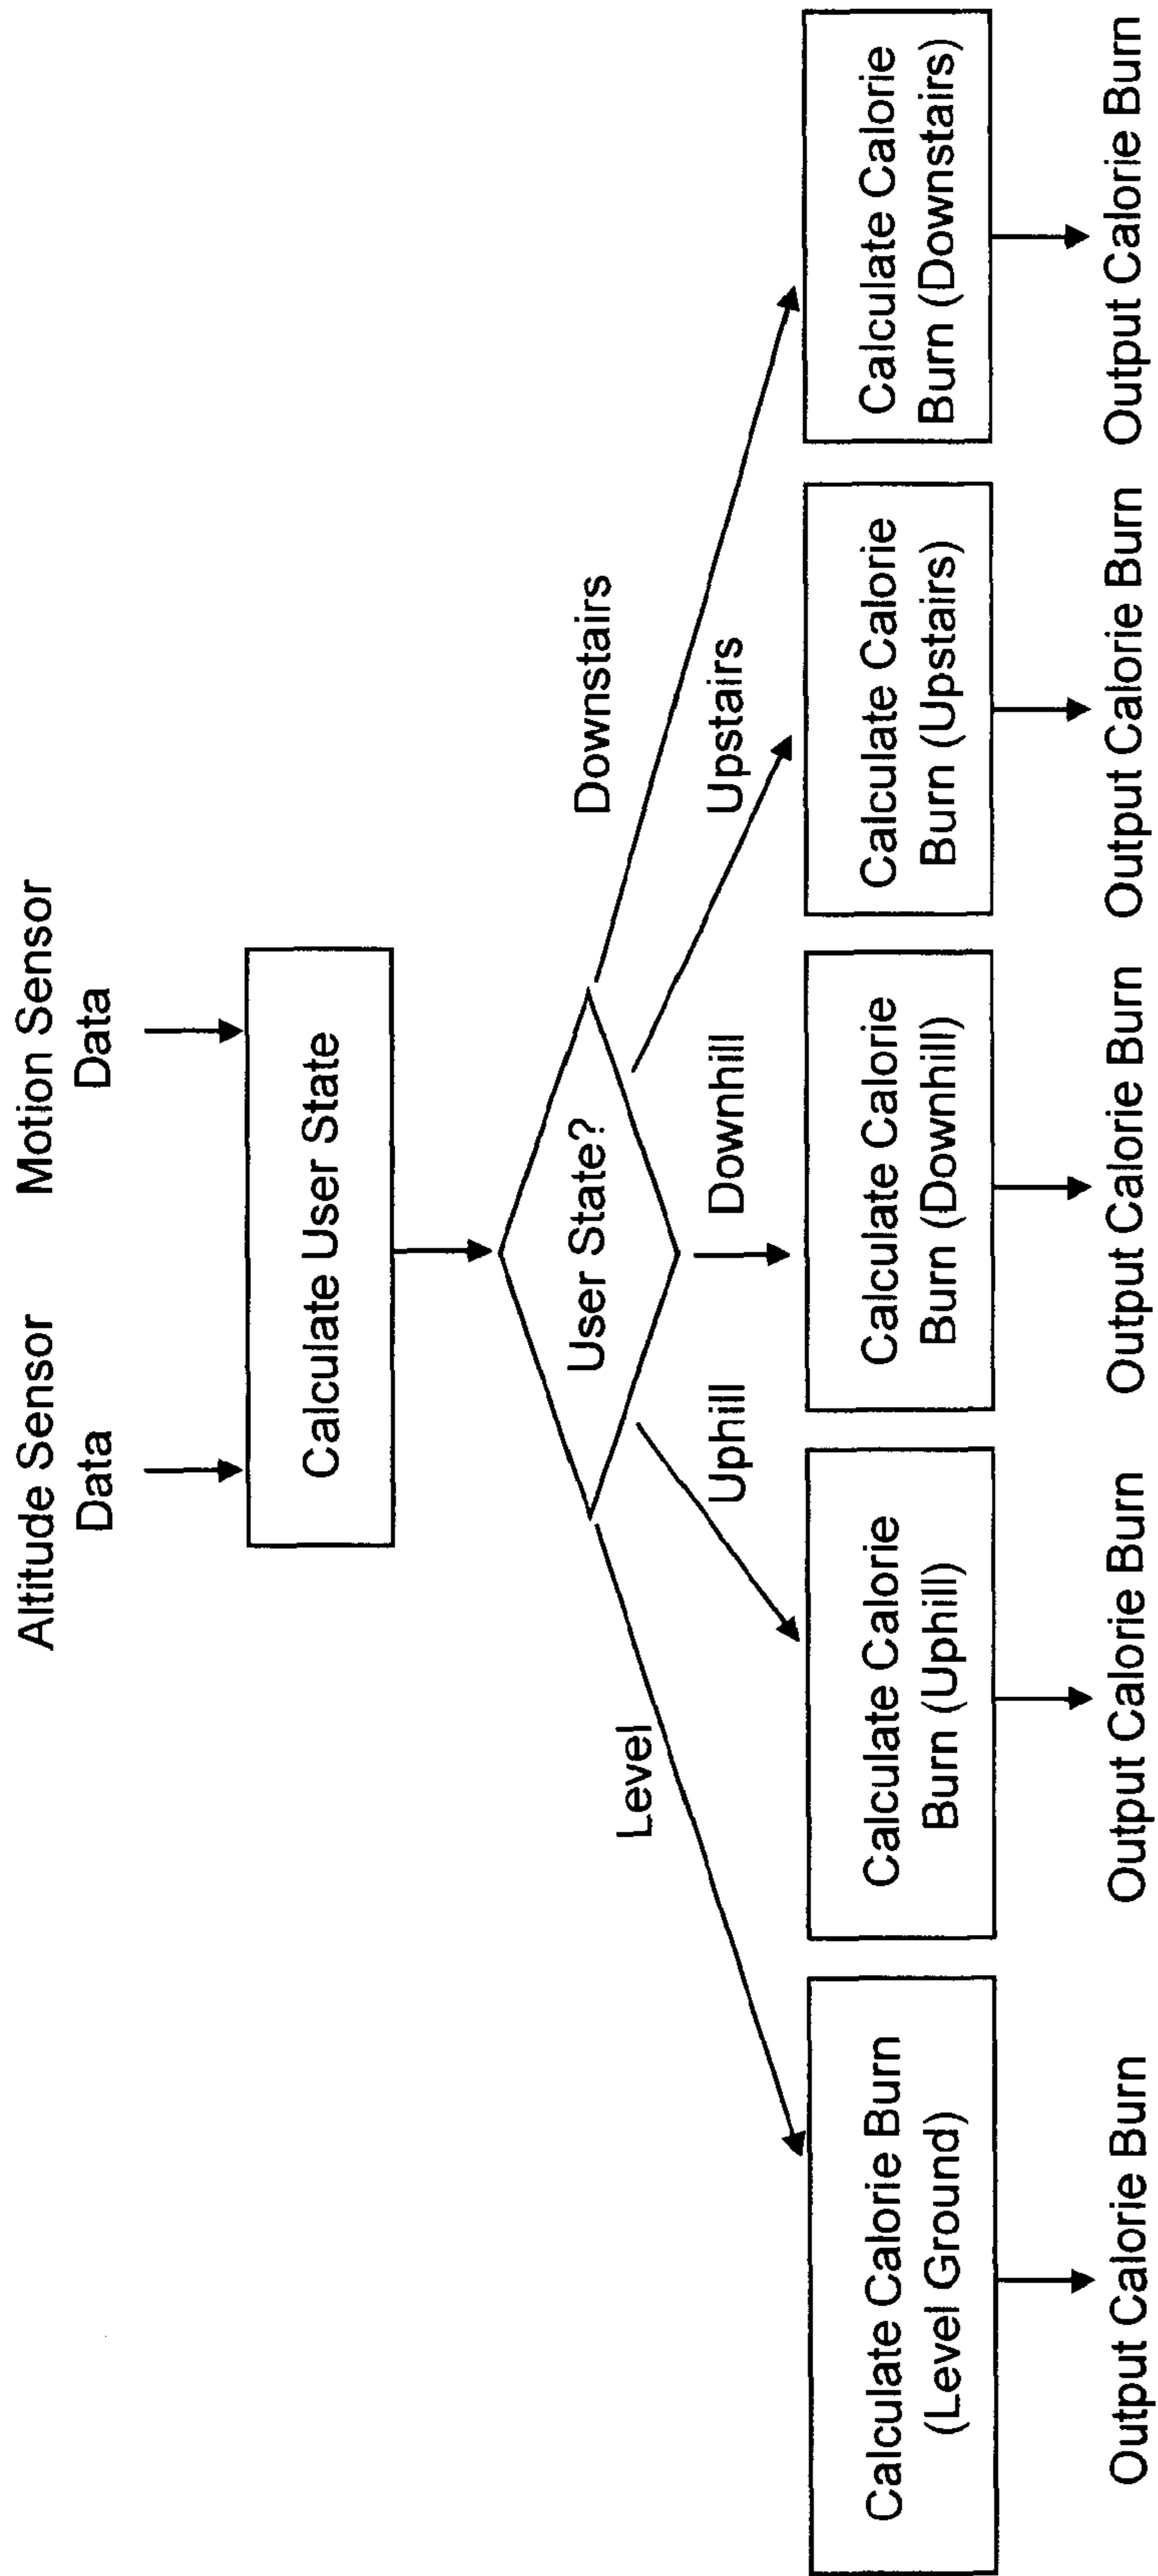 Altitude Sensor
Data
Motion Sensor
Data
Calculate User State
User State?
Level
Uphill
Downhill
Upstairs
Downstairs
Calculate Calorie Burn
(Level Ground)
Calculate Calorie
Burn (Uphill)
Calculate Calorie
Burn (Downhill)
Calculate Calorie
Burn (Upstairs)
Calculate Calorie
Burn (Downstairs)
Output Calorie Burn
Output Calorie Burn
Output Calorie Burn
Output Calorie Burn
Output Calorie Burn